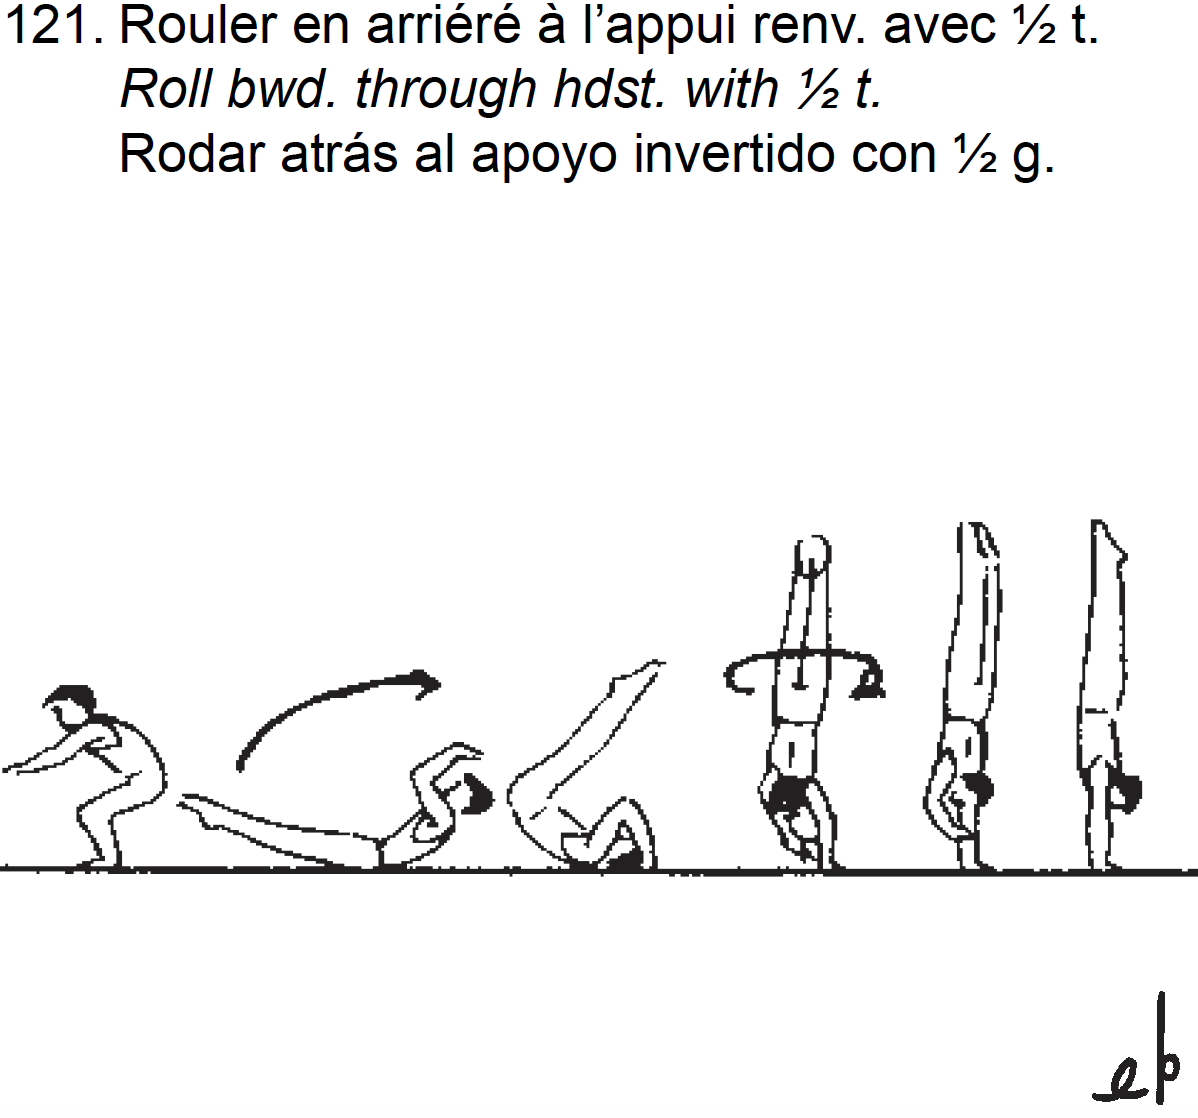 121. Rouler en arriéré à l’appui renv. avec ½ t.
Roll bwd. through hdst. with ½ t.
Rodar atrás al apoyo invertido con ½ g.